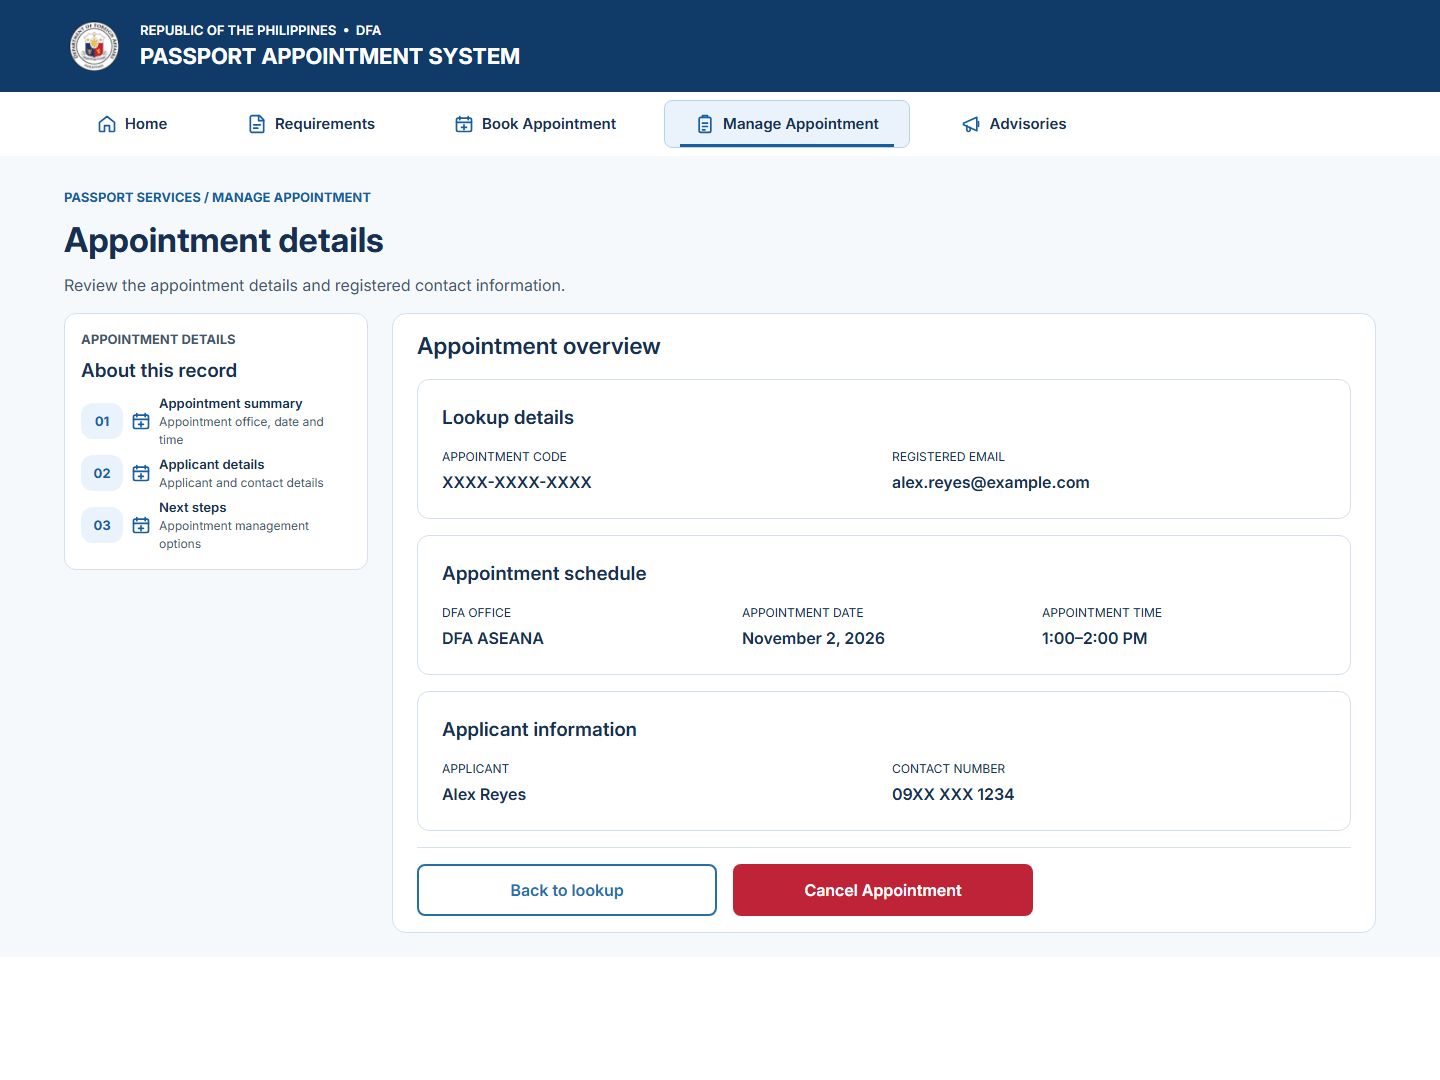 REPUBLIC OF THE PHILIPPINES • DFA
PASSPORT APPOINTMENT SYSTEM
Home
Requirements
Book Appointment
Manage Appointment
Advisories
PASSPORT SERVICES / MANAGE APPOINTMENT
Appointment details
Review the appointment details and registered contact information.
APPOINTMENT DETAILS
About this record
01
Appointment summary
Appointment office, date and
time
02
Applicant details
Applicant and contact details
03
Next steps
Appointment management
options
Appointment overview
Lookup details
APPOINTMENT CODE
XXXX-XXXX-XXXX
REGISTERED EMAIL
alex.reyes@example.com
Appointment schedule
DFA OFFICE
DFA ASEANA
APPOINTMENT DATE
November 2, 2026
APPOINTMENT TIME
1:00–2:00 PM
Applicant information
APPLICANT
Alex Reyes
CONTACT NUMBER
09XX XXX 1234
Back to lookup
Cancel Appointment